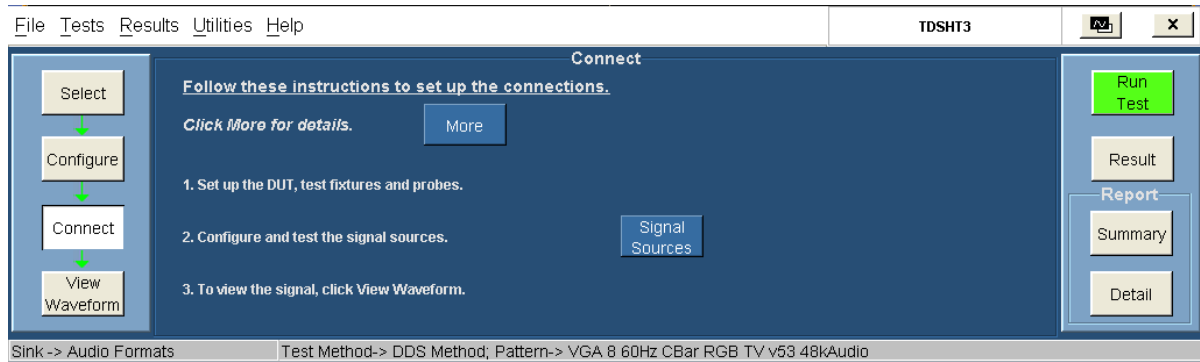 File Tests Results Utilities Help
TDSHT3
x
Connect
Select
Follow these instructions to set up the connections.
Click More for details.
More
Configure
1. Set up the DUT, test fixtures and probes.
Connect
2. Configure and test the signal sources.
Signal
Sources
View
Waveform
3. To view the signal, click View Waveform.
Run
Test
Result
Report
Summary
Detail
Sink -> Audio Formats
Test Method-> DDS Method; Pattern-> VGA 8 60Hz CBar RGB TV v53 48kAudio